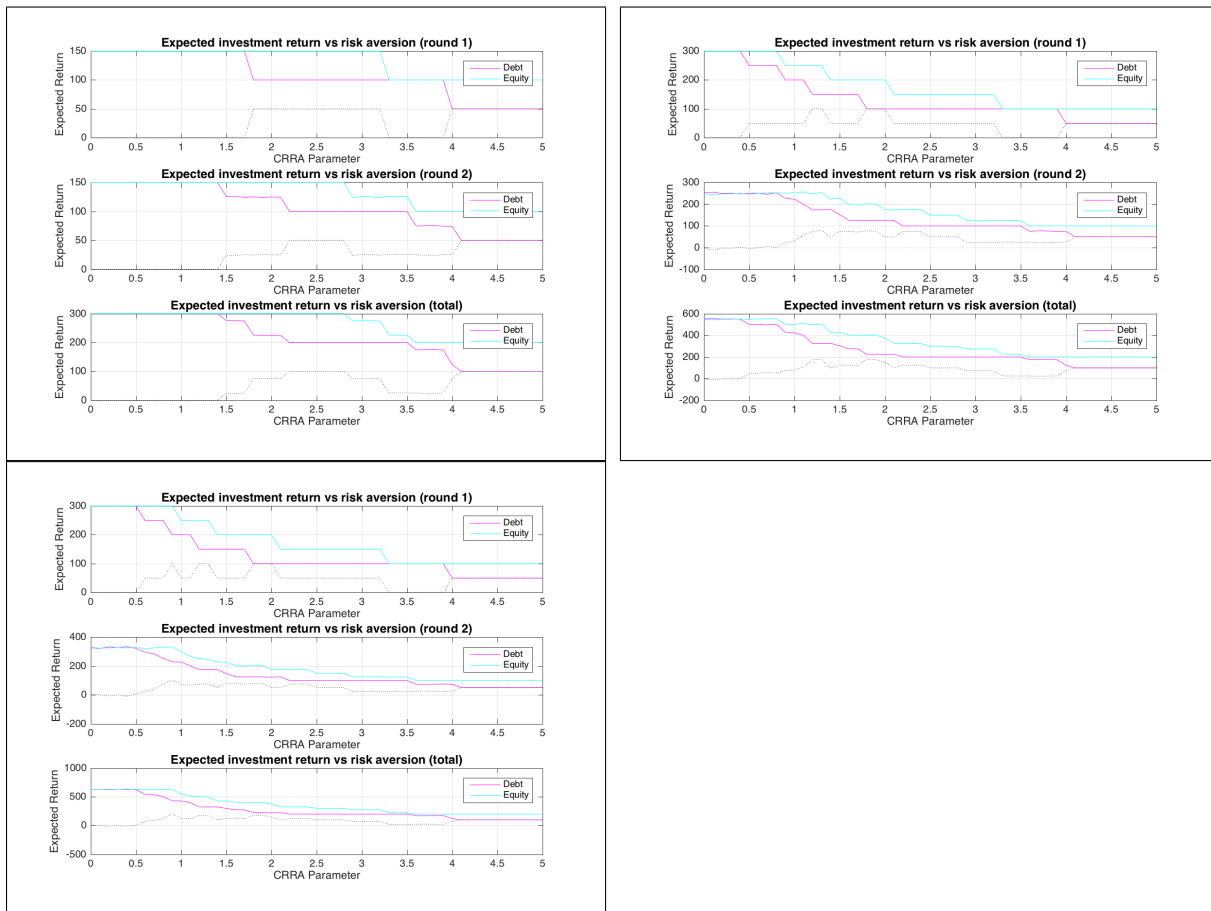 Expected investment return vs risk aversion (round 1)
Expected Return
150
100
50
0
0 0.5 1 1.5 2 2.5 3 3.5 4 4.5 5
CRRA Parameter
Debt
Equity
Expected investment return vs risk aversion (round 2)
Expected Return
150
100
50
0
0 0.5 1 1.5 2 2.5 3 3.5 4 4.5 5
CRRA Parameter
Debt
Equity
Expected investment return vs risk aversion (total)
Expected Return
300
200
100
0
0 0.5 1 1.5 2 2.5 3 3.5 4 4.5 5
CRRA Parameter
Debt
Equity
Expected investment return vs risk aversion (round 1)
Expected Return
300
200
100
0
0 0.5 1 1.5 2 2.5 3 3.5 4 4.5 5
CRRA Parameter
Debt
Equity
Expected investment return vs risk aversion (round 2)
Expected Return
300
200
100
0
-100
0 0.5 1 1.5 2 2.5 3 3.5 4 4.5 5
CRRA Parameter
Debt
Equity
Expected investment return vs risk aversion (total)
Expected Return
600
400
200
0
-200
0 0.5 1 1.5 2 2.5 3 3.5 4 4.5 5
CRRA Parameter
Debt
Equity
Expected investment return vs risk aversion (round 1)
Expected Return
300
200
100
0
0 0.5 1 1.5 2 2.5 3 3.5 4 4.5 5
CRRA Parameter
Debt
Equity
Expected investment return vs risk aversion (round 2)
Expected Return
400
200
0
-200
0 0.5 1 1.5 2 2.5 3 3.5 4 4.5 5
CRRA Parameter
Debt
Equity
Expected investment return vs risk aversion (total)
Expected Return
1000
500
0
-500
0 0.5 1 1.5 2 2.5 3 3.5 4 4.5 5
CRRA Parameter
Debt
Equity